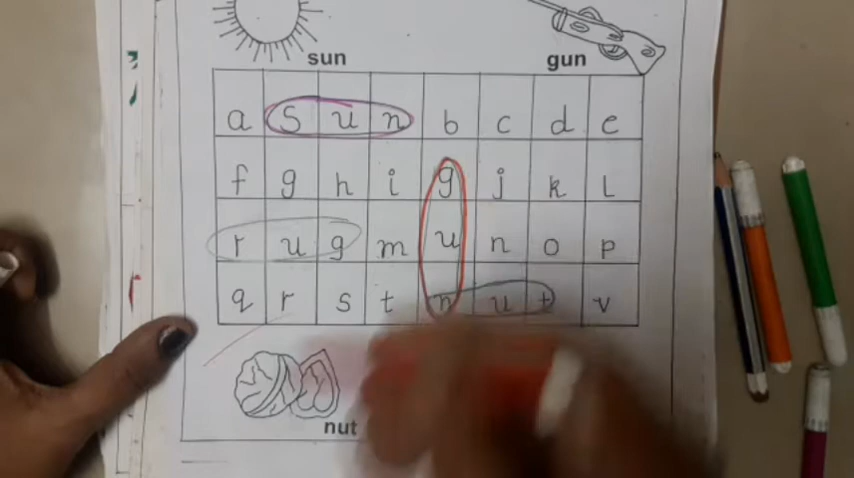 sun gun
a s u n b c d e
f g h i g j k l
r u g m u n o p
q r s t n u t v
nut